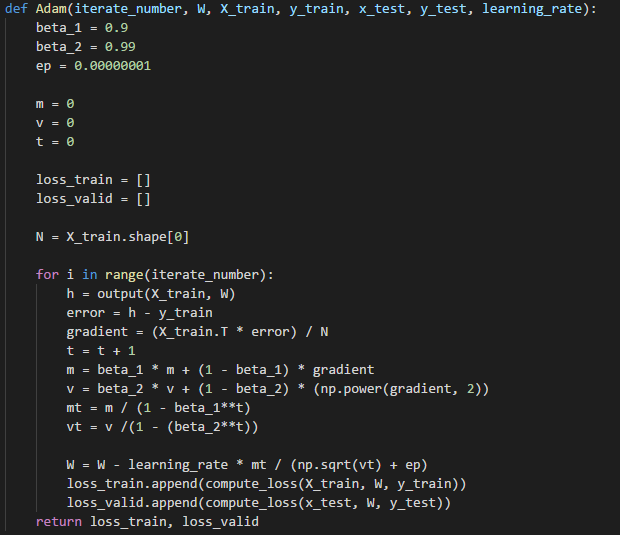 def Adam(iterate_number, W, X_train, y_train, x_test, y_test, learning_rate):
    beta_1 = 0.9
    beta_2 = 0.99
    ep = 0.00000001

    m = 0
    v = 0
    t = 0

    loss_train = []
    loss_valid = []

    N = X_train.shape[0]

    for i in range(iterate_number):
        h = output(X_train, W)
        error = h - y_train
        gradient = (X_train.T * error) / N
        t = t + 1
        m = beta_1 * m + (1 - beta_1) * gradient
        v = beta_2 * v + (1 - beta_2) * (np.power(gradient, 2))
        mt = m / (1 - beta_1**t)
        vt = v /(1 - (beta_2**t))

        W = W - learning_rate * mt / (np.sqrt(vt) + ep)
        loss_train.append(compute_loss(X_train, W, y_train))
        loss_valid.append(compute_loss(x_test, W, y_test))
    return loss_train, loss_valid